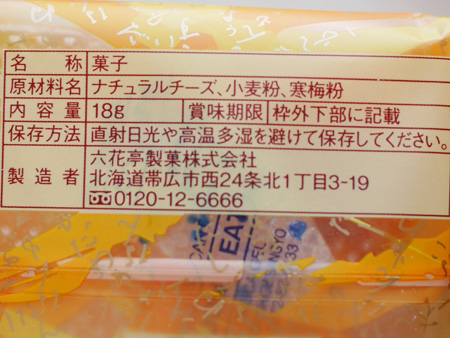 名称 菓子
原材料名 ナチュラルチーズ、小麦粉、寒梅粉
内容量 18g 賞味期限 枠外下部に記載
保存方法 直射日光や高温多湿を避けて保存してください。
製造者 六花亭製菓株式会社
北海道帯広市西24条北1丁目3-19
0120-12-6666
EAT